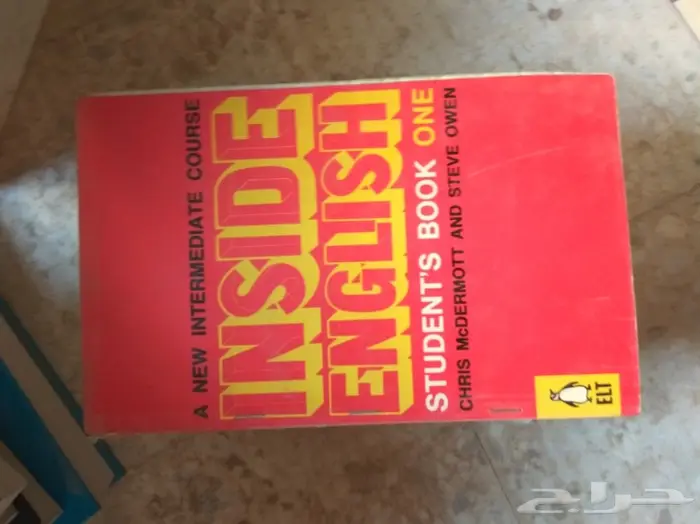 A NEW INTERMEDIATE COURSE
INSIDE
ENGLISH
STUDENT'S BOOK ONE
CHRIS McDERMOTT AND STEVE OWEN
ELT
حراج